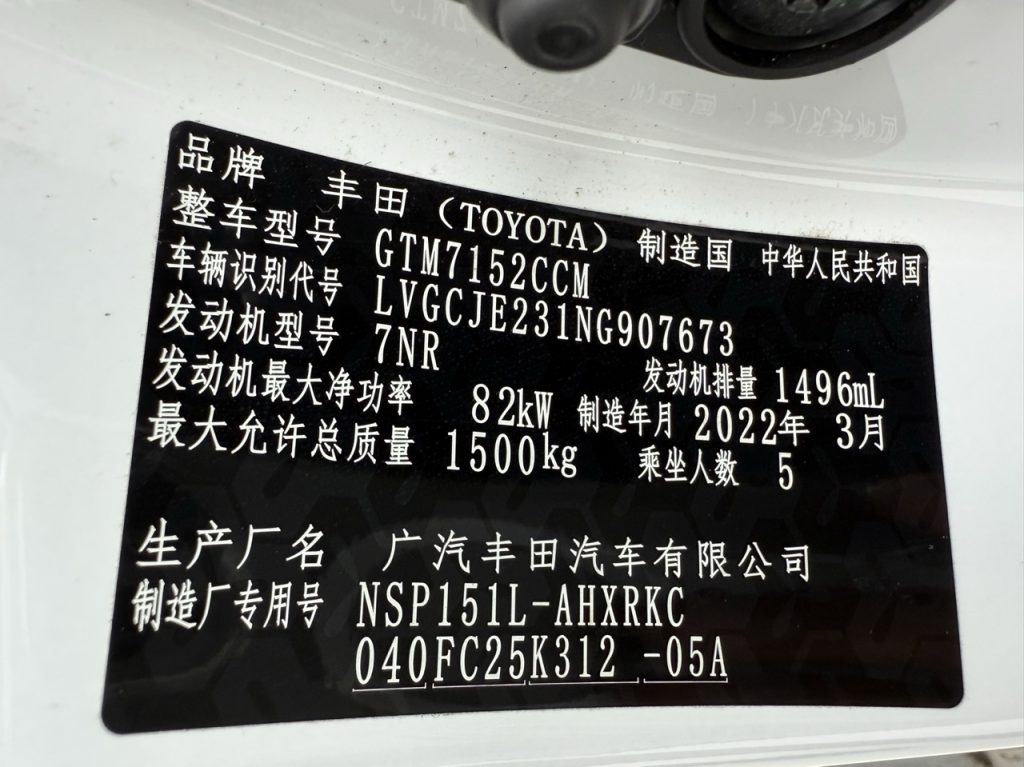 品牌 丰田（TOYOTA） 制造国 中华人民共和国
整车型号 GTM7152CCM
车辆识别代号 LVGCJE231NG907673
发动机型号 7NR 发动机排量 1496mL
发动机最大净功率 82kW 制造年月 2022年 3月
最大允许总质量 1500kg 乘坐人数 5
生产厂名 广汽丰田汽车有限公司
制造厂专用号 NSP151L-AHXRKC
040FC25K312 -05A